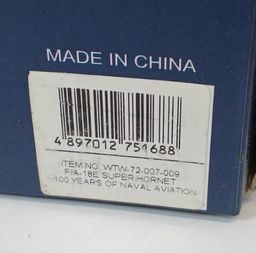 MADE IN CHINA
4 897012 751688
ITEM NO. WTW-72-007-009
F/A-18E SUPER HORNET
100 YEARS OF NAVAL AVIATION